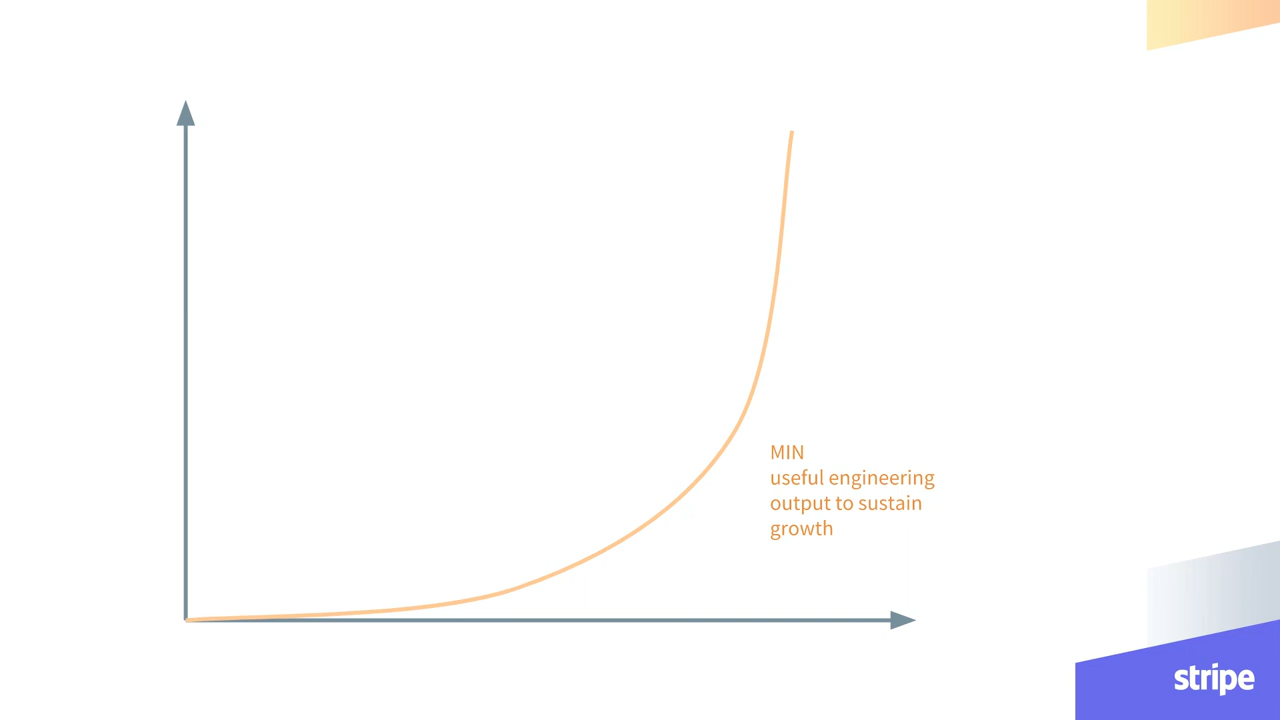 MIN
useful engineering
output to sustain
growth
stripe